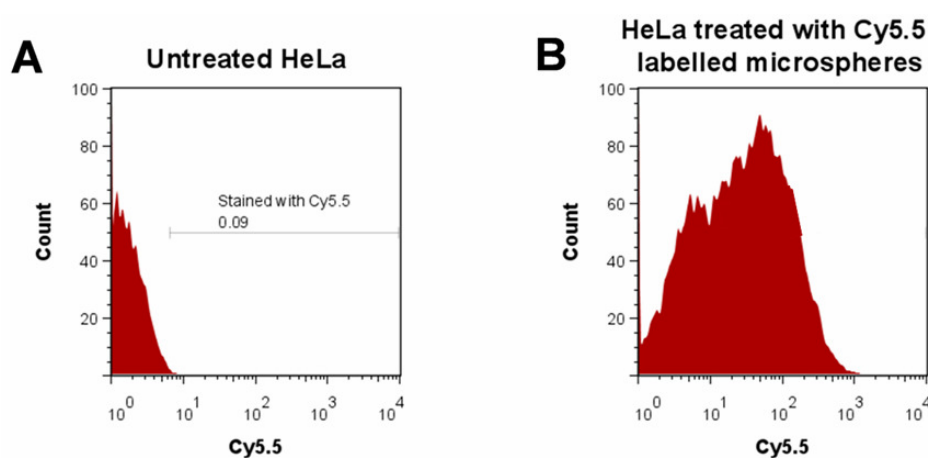 A
Untreated HeLa
100
80
60
40
20
Count
Stained with Cy5.5
0.09
10^0 10^1 10^2 10^3 10^4
Cy5.5
B
HeLa treated with Cy5.5
labelled microspheres
100
80
60
40
20
Count
10^0 10^1 10^2 10^3 10^4
Cy5.5